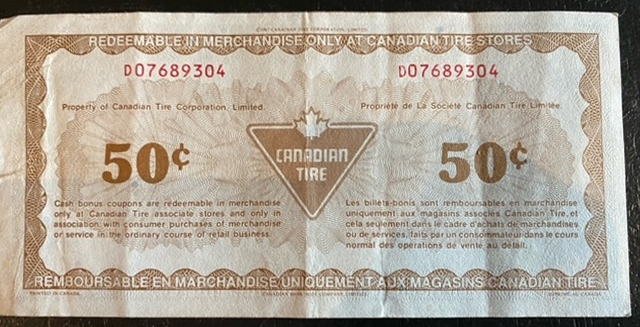 REDEEMABLE IN MERCHANDISE ONLY AT CANADIAN TIRE STORES
D07689304 D07689304
Property of Canadian Tire Corporation, Limited. Propriété de La Société Canadian Tire Limitée.
50¢ CANADIAN TIRE 50¢
Cash bonus coupons are redeemable in merchandise
only at Canadian Tire associate stores and only in
association with consumer purchases of merchandise
or service in the ordinary course of retail business.
Les billets-bonis sont remboursables en marchandise
uniquement aux magasins associés Canadian Tire, et
cela seulement dans le cadre d'achats de marchandises
ou de services, faits par un consommateur dans le cours
normal des opérations de vente au détail.
REMBOURSABLE EN MARCHANDISE UNIQUEMENT AUX MAGASINS CANADIAN TIRE
PRINTED IN CANADA CANADIAN BANK NOTE COMPANY, LIMITED